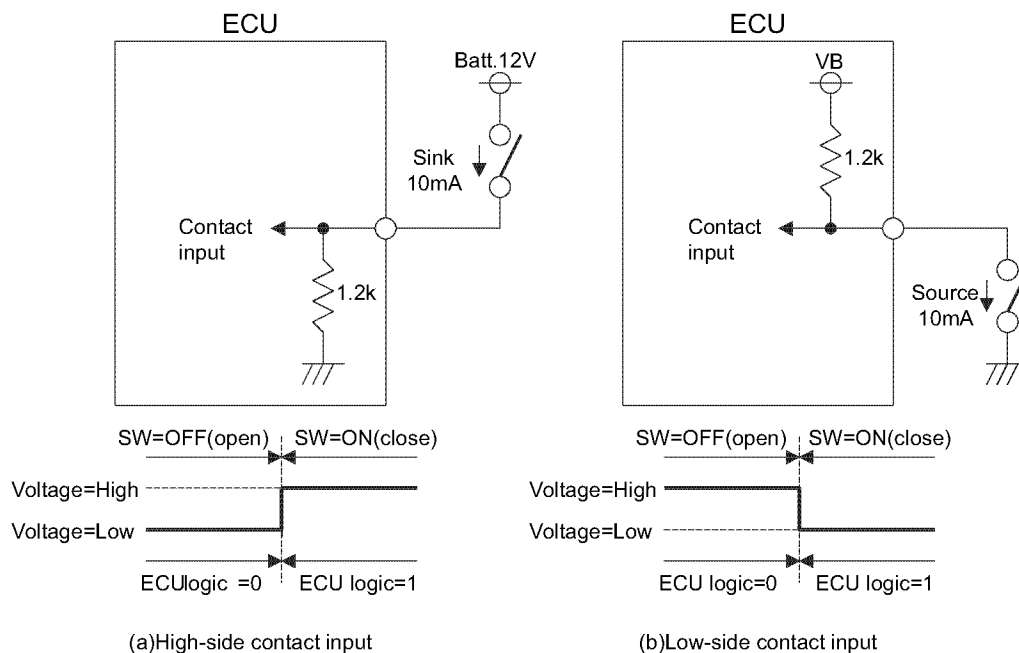 ECU
Batt.12V
Sink
10mA
Contact
input
1.2k
SW=OFF(open) SW=ON(close)
Voltage=High
Voltage=Low
ECUlogic =0 ECU logic=1
(a)High-side contact input
ECU
VB
1.2k
Contact
input
Source
10mA
SW=OFF(open) SW=ON(close)
Voltage=High
Voltage=Low
ECU logic=0 ECU logic=1
(b)Low-side contact input